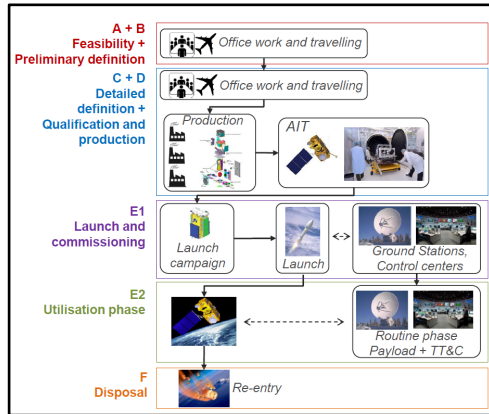 A + B
Feasibility +
Preliminary definition
Office work and travelling
C + D
Detailed
definition +
Qualification and
production
Office work and travelling
Production
AIT
E1
Launch and
commissioning
Launch
campaign
Launch
Ground Stations,
Control centers
E2
Utilisation phase
Routine phase
Payload + TT&C
F
Disposal
Re-entry